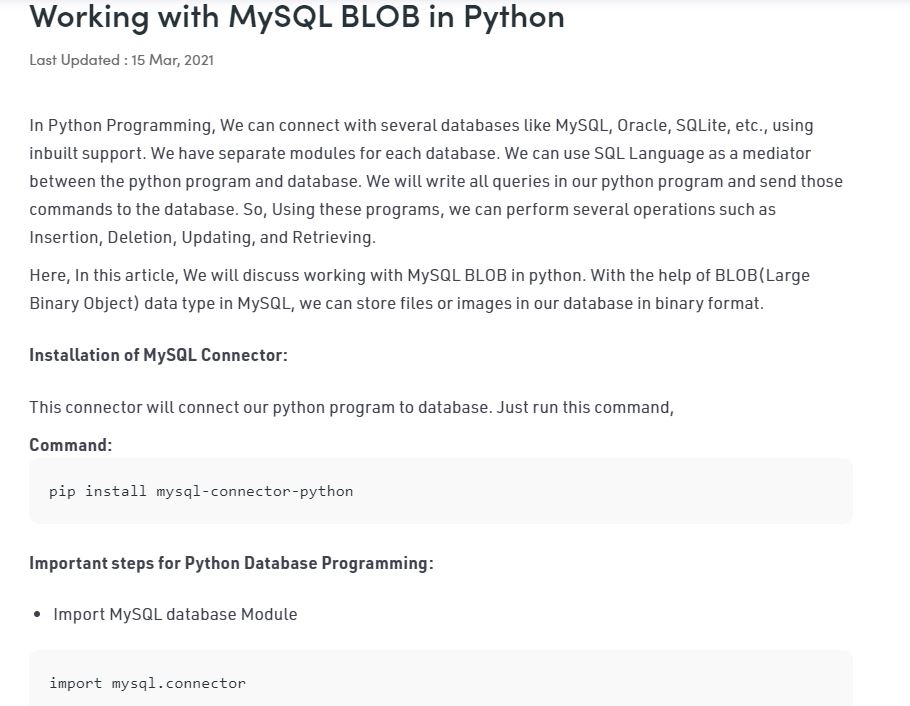 Working with MySQL BLOB in Python
Last Updated : 15 Mar, 2021
In Python Programming, We can connect with several databases like MySQL, Oracle, SQLite, etc., using
inbuilt support. We have separate modules for each database. We can use SQL Language as a mediator
between the python program and database. We will write all queries in our python program and send those
commands to the database. So, Using these programs, we can perform several operations such as
Insertion, Deletion, Updating, and Retrieving.
Here, In this article, We will discuss working with MySQL BLOB in python. With the help of BLOB(Large
Binary Object) data type in MySQL, we can store files or images in our database in binary format.
Installation of MySQL Connector:
This connector will connect our python program to database. Just run this command,
Command:
pip install mysql-connector-python
Important steps for Python Database Programming:
• Import MySQL database Module
import mysql.connector